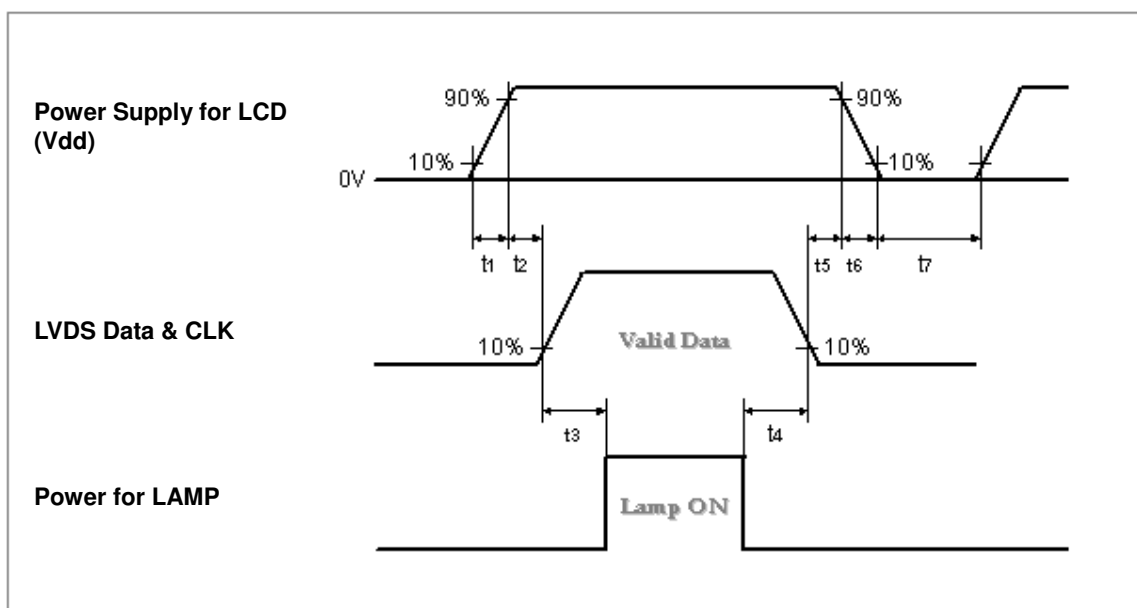 Power Supply for LCD
(Vdd)
90%
90%
10%
10%
0V
t1
t2
t5
t6
t7
LVDS Data & CLK
10%
Valid Data
10%
t3
t4
Power for LAMP
Lamp ON